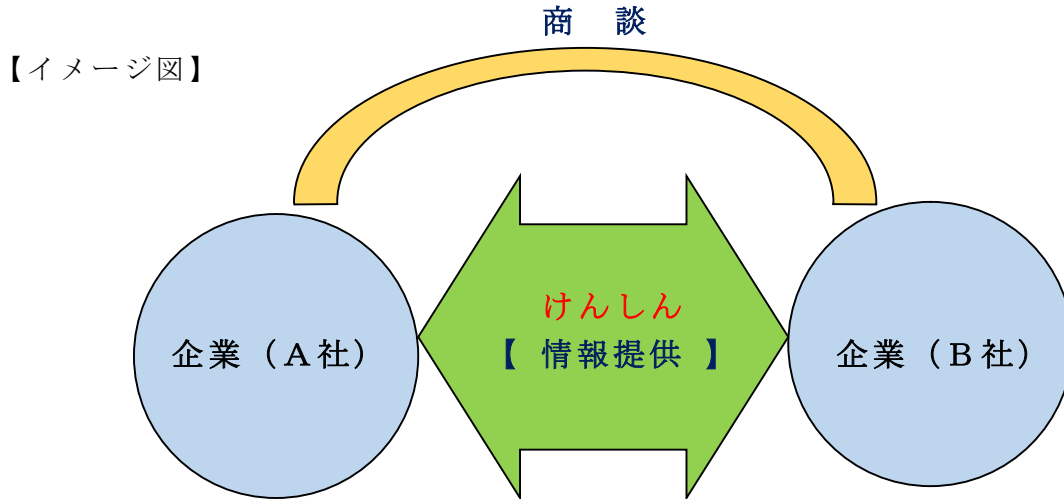 商　談
【イメージ図】
けんしん
企業（Ａ社）
【 情報提供 】
企業（Ｂ社）